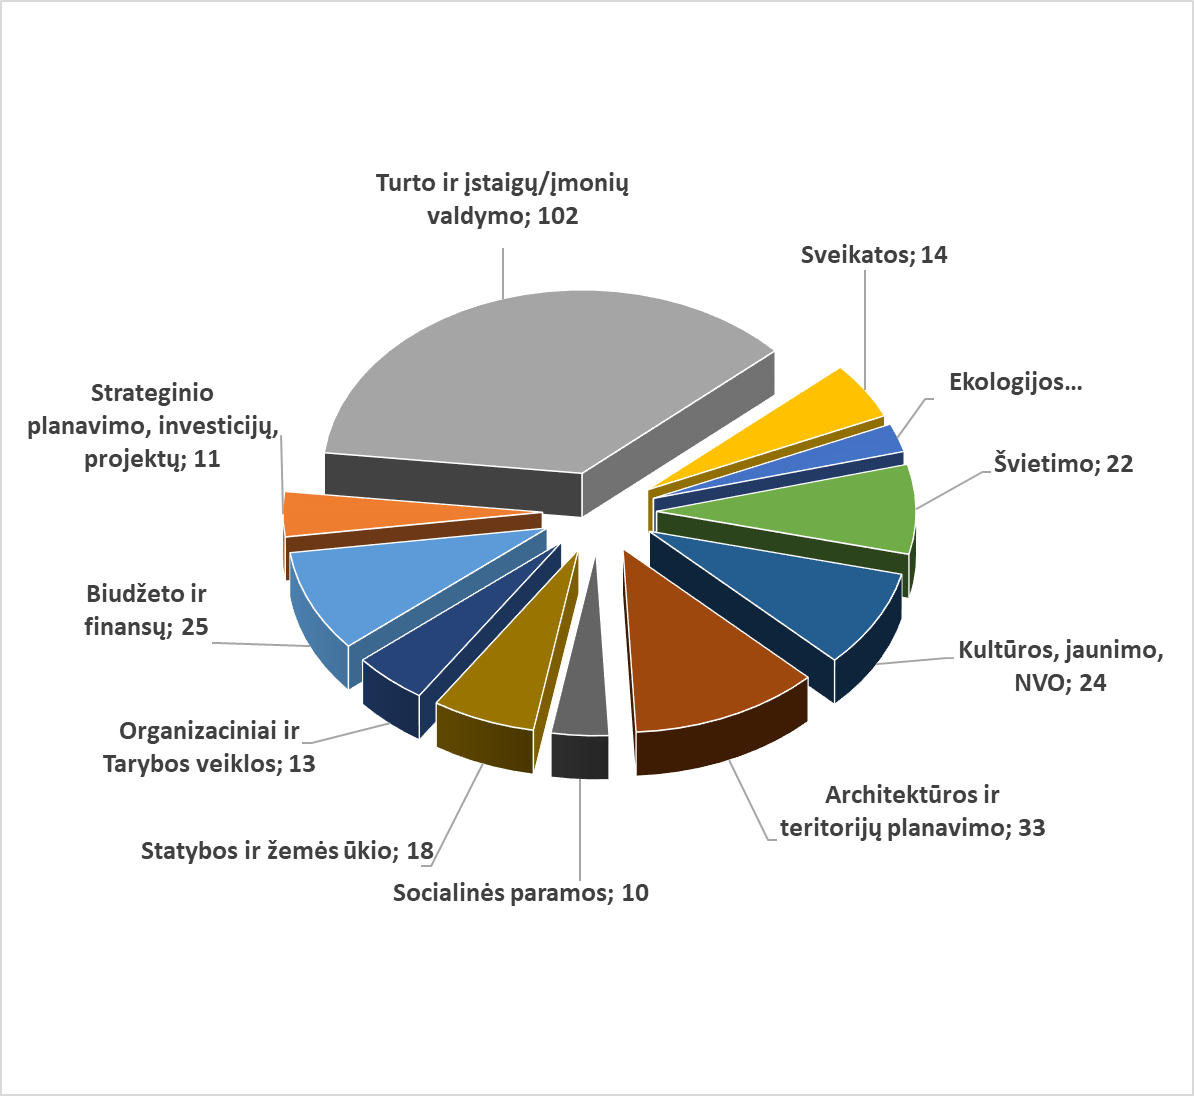 Turto ir įstaigų/įmonių
valdymo; 102
Sveikatos; 14
Ekologijos…
Švietimo; 22
Kultūros, jaunimo,
NVO; 24
Architektūros ir
teritorijų planavimo; 33
Socialinės paramos; 10
Statybos ir žemės ūkio; 18
Organizaciniai ir
Tarybos veiklos; 13
Biudžeto ir
finansų; 25
Strateginio
planavimo, investicijų,
projektų; 11